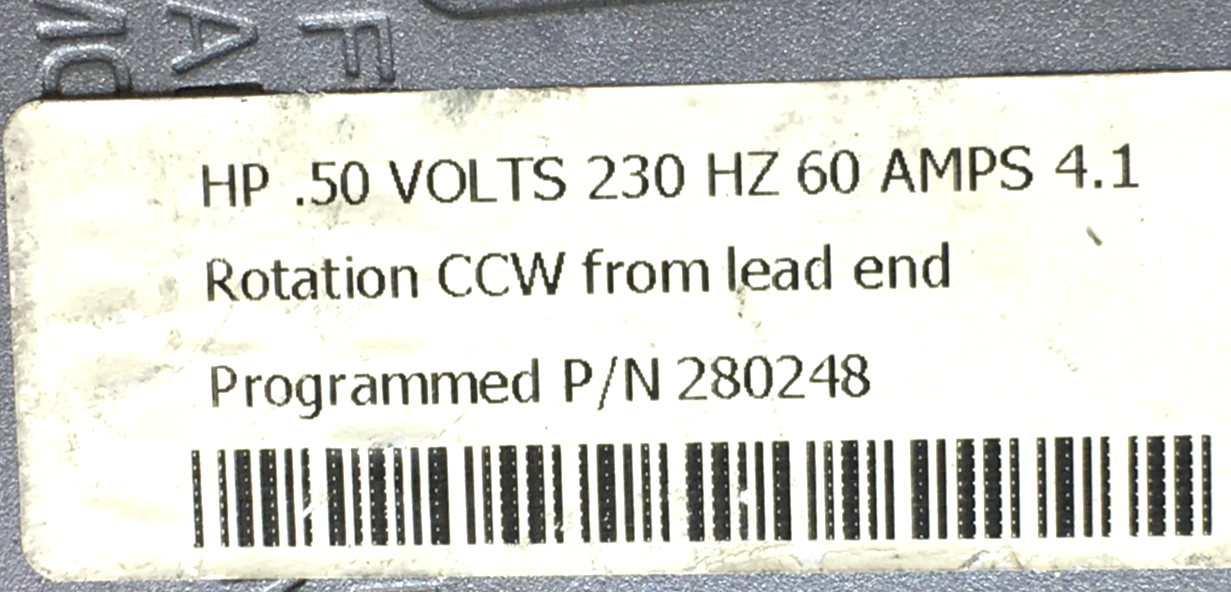 HP .50 VOLTS 230 HZ 60 AMPS 4.1
Rotation CCW from lead end
Programmed P/N 280248